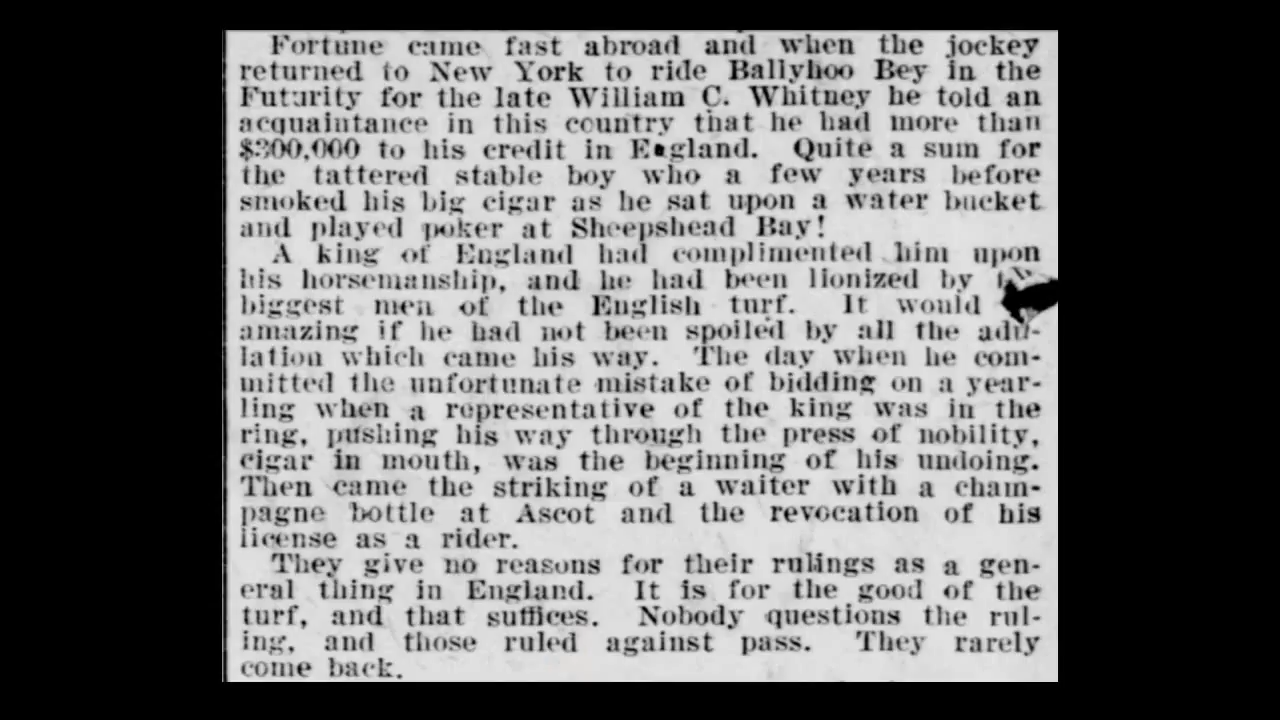 Fortune came fast abroad and when the jockey
returned to New York to ride Ballyhoo Bey in the
Futurity for the late William C. Whitney he told an
acquaintance in this country that he had more than
$300,000 to his credit in England. Quite a sum for
the tattered stable boy who a few years before
smoked his big cigar as he sat upon a water bucket
and played poker at Sheepshead Bay!
A king of England had complimented him upon
his horsemanship, and he had been lionized by
biggest men of the English turf. It would
amazing if he had not been spoiled by all the adu-
lation which came his way. The day when he com-
mitted the unfortunate mistake of bidding on a year-
ling when a representative of the king was in the
ring, pushing his way through the press of nobility,
cigar in mouth, was the beginning of his undoing.
Then came the striking of a waiter with a cham-
pagne bottle at Ascot and the revocation of his
license as a rider.
They give no reasons for their rulings as a gen-
eral thing in England. It is for the good of the
turf, and that suffices. Nobody questions the rul-
ing, and those ruled against pass. They rarely
come back.